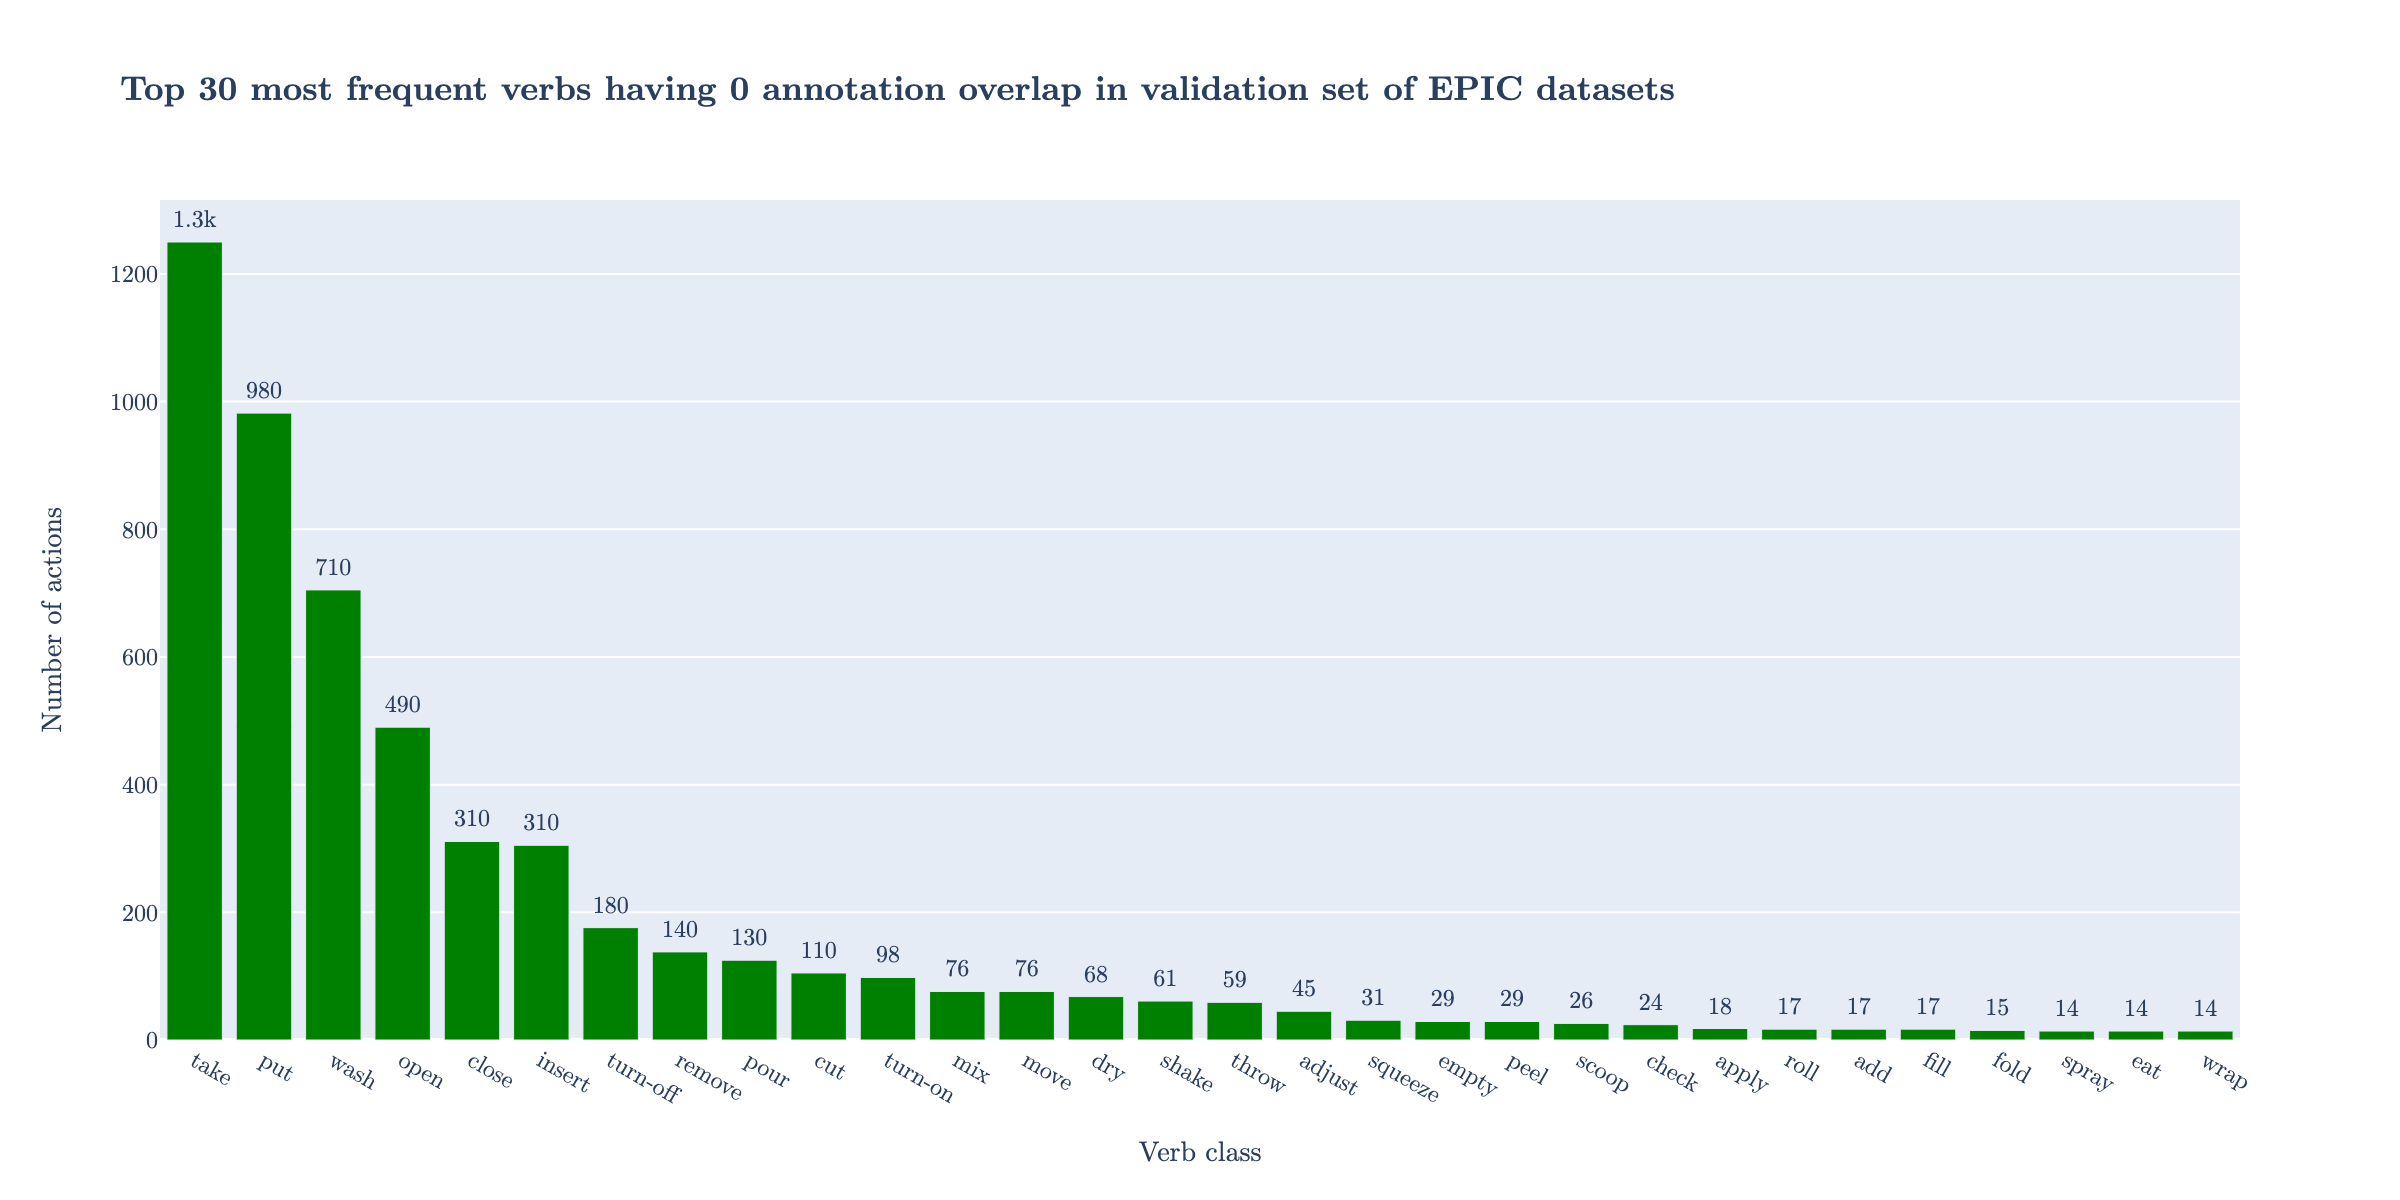 Top 30 most frequent verbs having 0 annotation overlap in validation set of EPIC datasets
1.3k
980
710
490
310
310
180
140
130
110
98
76
76
68
61
59
45
31
29
29
26
24
18
17
17
17
15
14
14
14
1200
1000
800
600
400
200
0
Number of actions
take
put
wash
open
close
insert
turn-off
remove
pour
cut
turn-on
mix
move
dry
shake
throw
adjust
squeeze
empty
peel
scoop
check
apply
roll
add
fill
fold
spray
eat
wrap
Verb class